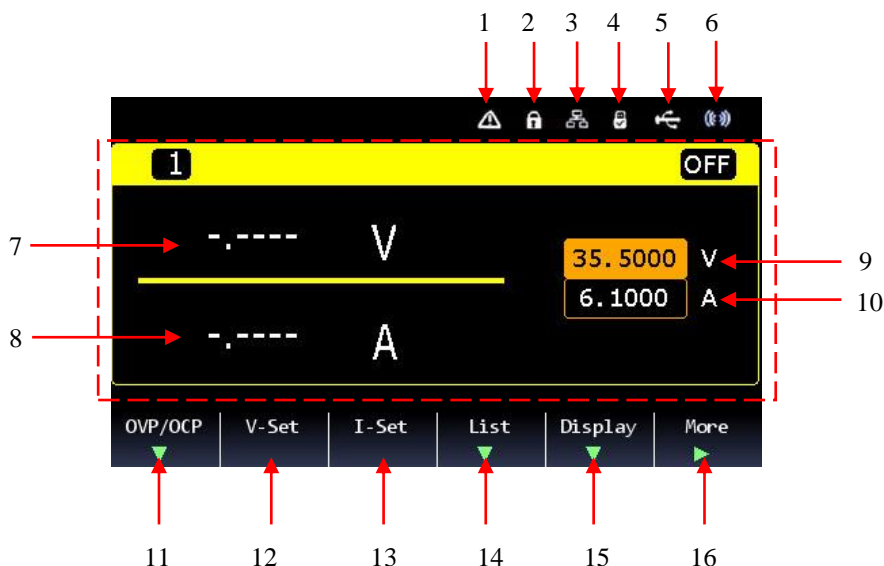 1 2 3 4 5 6
1 OFF
7 -.---- V
35.5000 V 9
6.1000 A 10
8 -.---- A
OVP/OCP V-Set I-Set List Display More
11 12 13 14 15 16